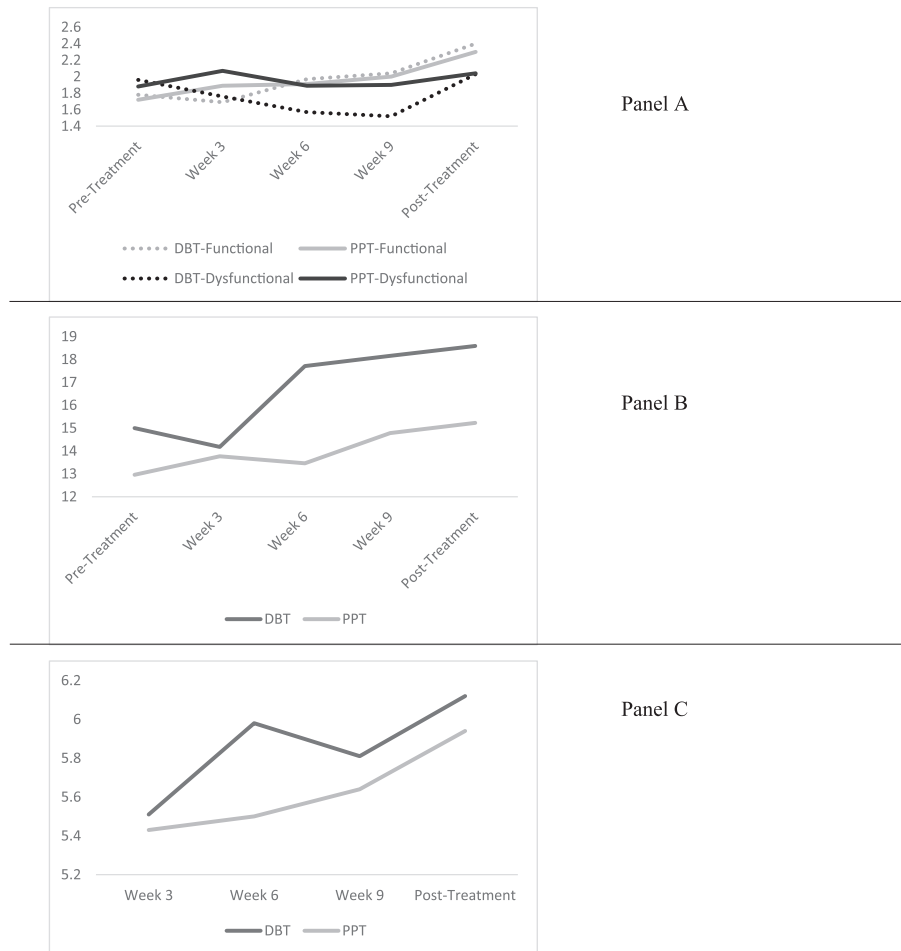 2.6
2.4
2.2
2
1.8
1.6
1.4
Pre-Treatment
Week 3
Week 6
Week 9
Post-Treatment
DBT-Functional PPT-Functional
DBT-Dysfunctional PPT-Dysfunctional
Panel A
19
18
17
16
15
14
13
12
Pre-Treatment
Week 3
Week 6
Week 9
Post-Treatment
DBT PPT
Panel B
6.2
6
5.8
5.6
5.4
5.2
Week 3 Week 6 Week 9 Post-Treatment
DBT PPT
Panel C